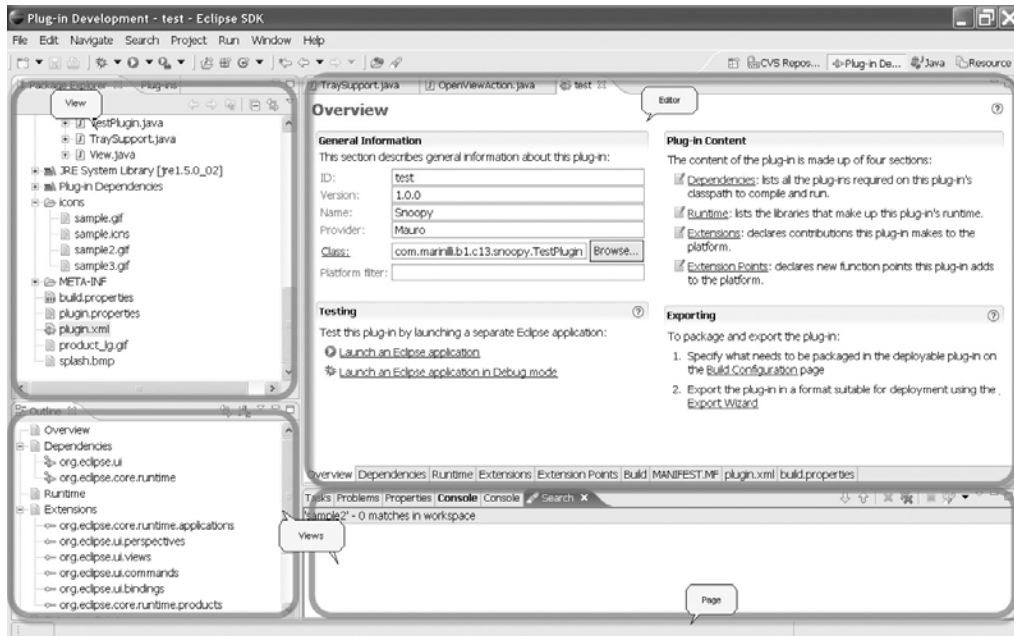 Plug-in Development - test - Eclipse SDK
File Edit Navigate Search Project Run Window Help
CVS Repos... Plug-in De... Java Resource
Package Explorer Plug-ins
View
TestPlugin.java
TraySupport.java
View.java
JRE System Library [jre1.5.0_02]
Plug-in Dependencies
icons
sample.gif
sample.icns
sample2.gif
sample3.gif
META-INF
build.properties
plugin.properties
plugin.xml
product_lg.gif
splash.bmp
Outline
Overview
Dependencies
org.eclipse.ui
org.eclipse.core.runtime
Runtime
Extensions
org.eclipse.core.runtime.applications
org.eclipse.ui.perspectives
org.eclipse.ui.views
org.eclipse.ui.commands
org.eclipse.ui.bindings
org.eclipse.core.runtime.products
Views
TraySupport.java OpenViewAction.java test
Editor
Overview
General Information
This section describes general information about this plug-in:
ID: test
Version: 1.0.0
Name: Snoopy
Provider: Mauro
Class: com.marinilli.b1.c13.snoopy.TestPlugin Browse...
Platform filter:
Testing
Test this plug-in by launching a separate Eclipse application:
Launch an Eclipse application
Launch an Eclipse application in Debug mode
Plug-in Content
The content of the plug-in is made up of four sections:
Dependencies: lists all the plug-ins required on this plug-in's
classpath to compile and run.
Runtime: lists the libraries that make up this plug-in's runtime.
Extensions: declares contributions this plug-in makes to the
platform.
Extension Points: declares new function points this plug-in adds
to the platform.
Exporting
To package and export the plug-in:
1. Specify what needs to be packaged in the deployable plug-in on
the Build Configuration page
2. Export the plug-in in a format suitable for deployment using the
Export Wizard
Overview Dependencies Runtime Extensions Extension Points Build MANIFEST.MF plugin.xml build.properties
Tasks Problems Properties Console Console Search
'sample2' - 0 matches in workspace
Page